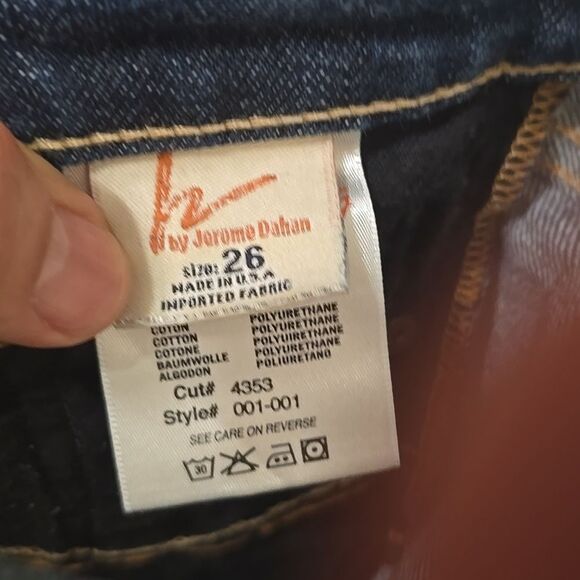 by Jerome Dahan
SIZE: 26
MADE IN U.S.A
IMPORTED FABRIC
COTON POLYURETHANE
COTTON POLYURETHANE
COTONE POLYURETHANE
BAUMWOLLE POLYURETHANE
ALGODON POLIURETANO
Cut# 4353
Style# 001-001
SEE CARE ON REVERSE
30